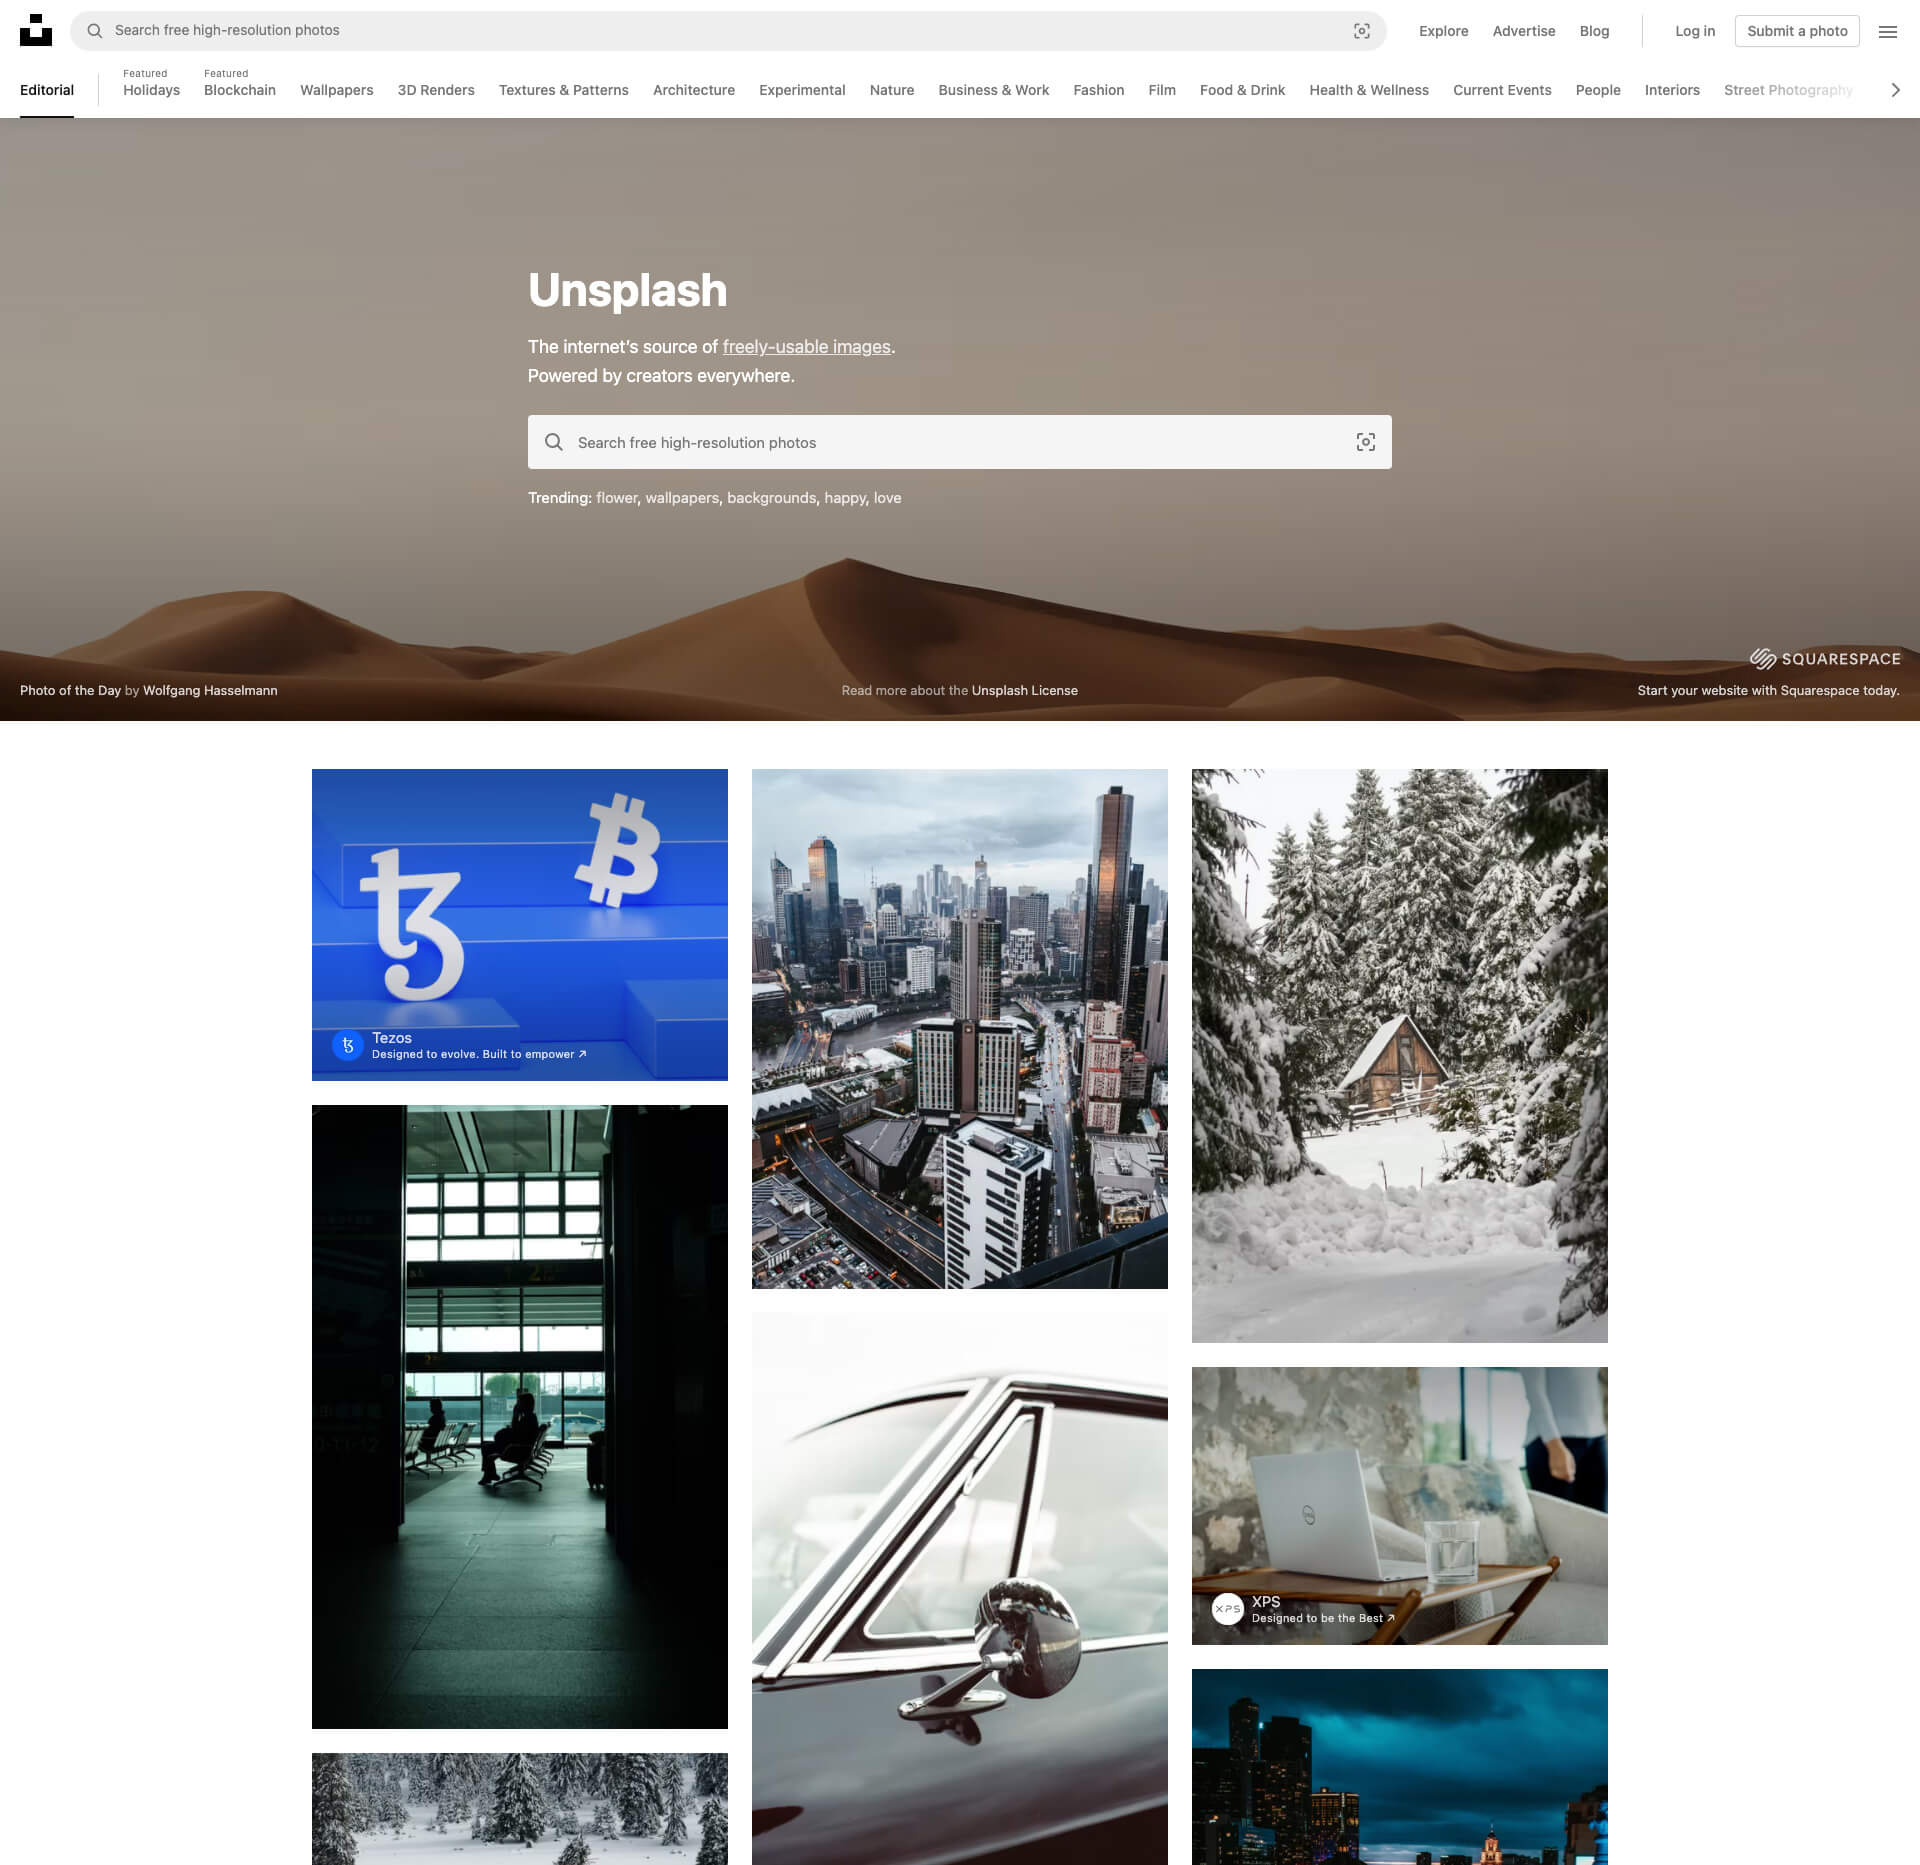 Search free high-resolution photos
Explore
Advertise
Blog
Log in
Submit a photo
Editorial
Featured
Holidays
Featured
Blockchain
Wallpapers
3D Renders
Textures & Patterns
Architecture
Experimental
Nature
Business & Work
Fashion
Film
Food & Drink
Health & Wellness
Current Events
People
Interiors
Street Photography
Unsplash
The internet's source of freely-usable images.
Powered by creators everywhere.
Search free high-resolution photos
Trending: flower, wallpapers, backgrounds, happy, love
SQUARESPACE
Photo of the Day by Wolfgang Hasselmann
Read more about the Unsplash License
Start your website with Squarespace today.
Tezos
Designed to evolve. Built to empower ↗
2
XPS
XPS
Designed to be the Best ↗